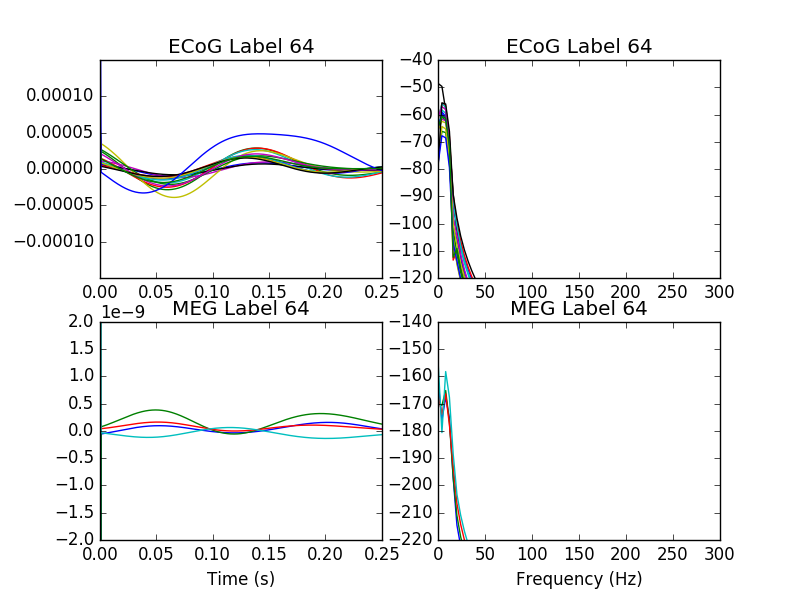 ECoG Label 64
0.00010
0.00005
0.00000
−0.00005
−0.00010
0.00 0.05 0.10 0.15 0.20 0.25
ECoG Label 64
−40
−50
−60
−70
−80
−90
−100
−110
−120
0 50 100 150 200 250 300
1e−9
MEG Label 64
2.0
1.5
1.0
0.5
0.0
−0.5
−1.0
−1.5
−2.0
0.00 0.05 0.10 0.15 0.20 0.25
Time (s)
MEG Label 64
−140
−150
−160
−170
−180
−190
−200
−210
−220
0 50 100 150 200 250 300
Frequency (Hz)